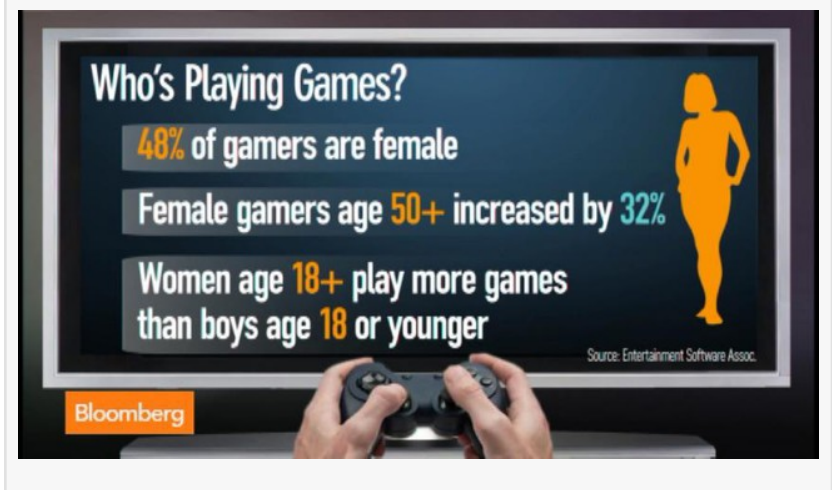 Who's Playing Games?
48% of gamers are female
Female gamers age 50+ increased by 32%
Women age 18+ play more games
than boys age 18 or younger
Source: Entertainment Software Assoc.
Bloomberg